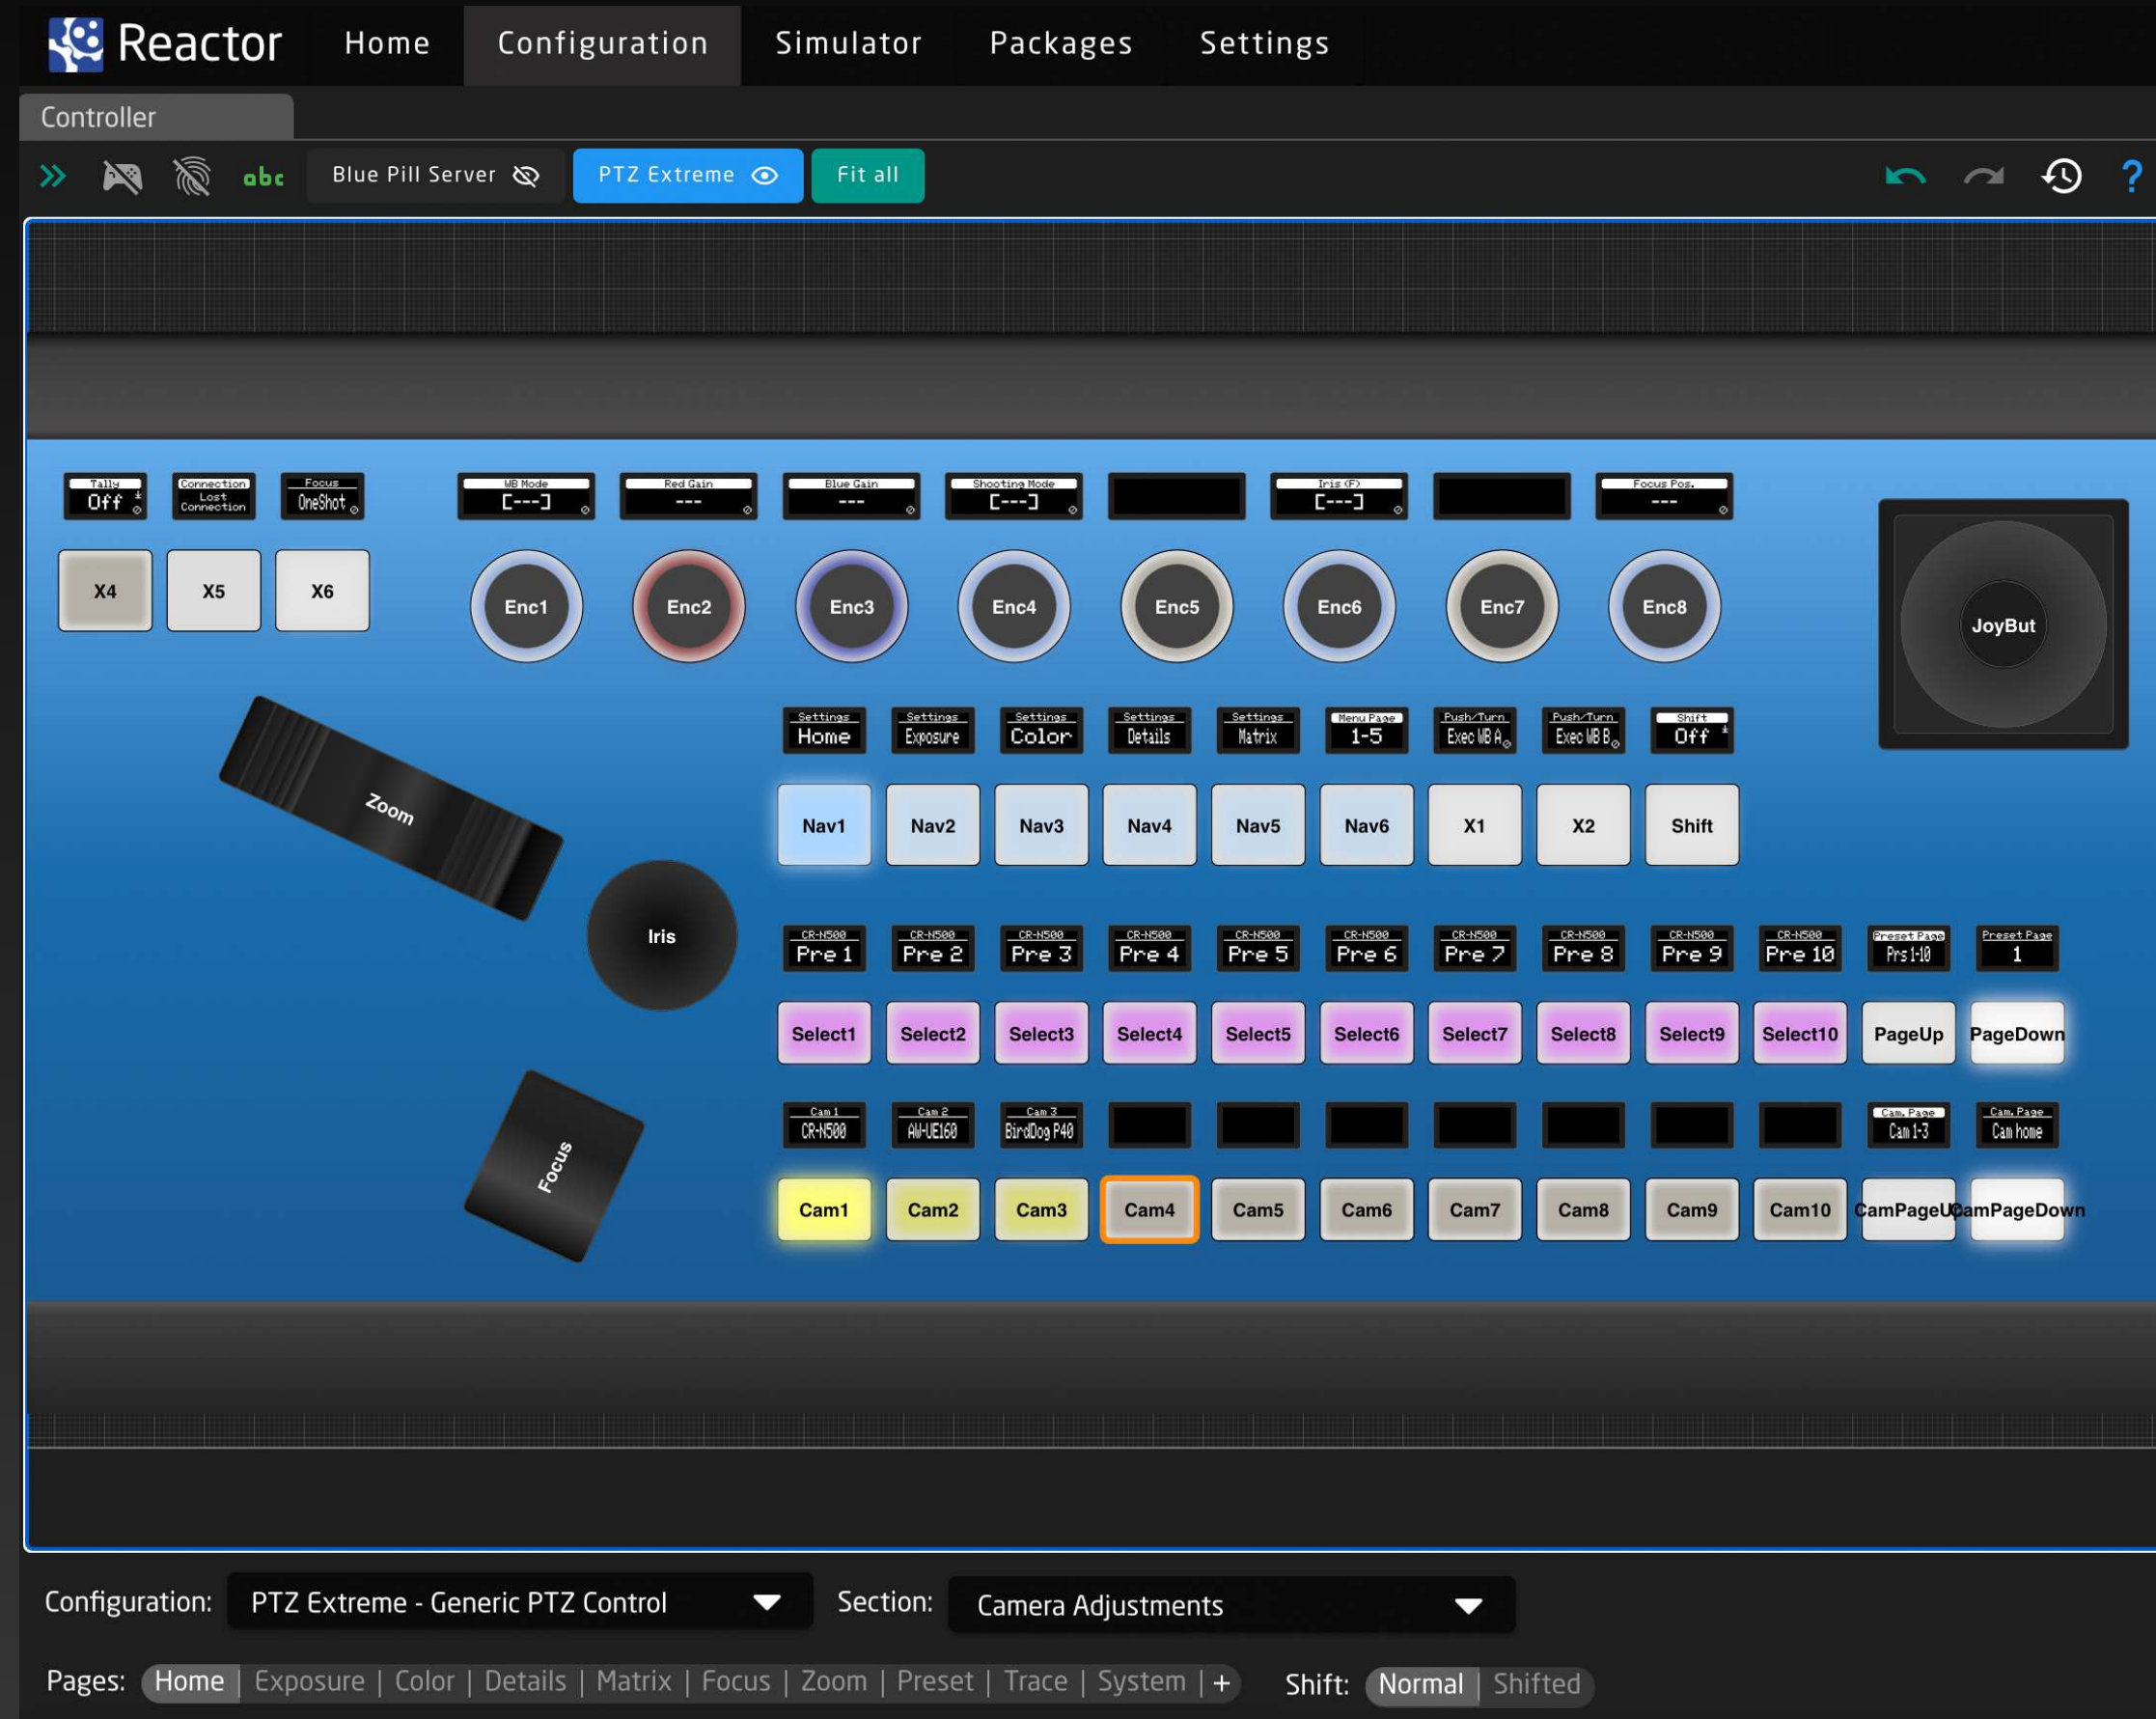 Reactor Home Configuration Simulator Packages Settings
Controller
abc Blue Pill Server PTZ Extreme Fit all ?
Tally Connection Focus WB Mode Red Gain Blue Gain Shooting Mode Iris (F) Focus Pos.
Off Lost Connection OneShot [---] --- --- [---] [---] ---
X4 X5 X6 Enc1 Enc2 Enc3 Enc4 Enc5 Enc6 Enc7 Enc8 JoyBut
Settings Settings Settings Settings Settings Menu Page Push/Turn Push/Turn Shift
Home Exposure Color Details Matrix 1-5 Exec WB A Exec WB B Off
Zoom
Nav1 Nav2 Nav3 Nav4 Nav5 Nav6 X1 X2 Shift
Iris
CR-N500 CR-N500 CR-N500 CR-N500 CR-N500 CR-N500 CR-N500 CR-N500 CR-N500 CR-N500 Preset Page Preset Page
Pre 1 Pre 2 Pre 3 Pre 4 Pre 5 Pre 6 Pre 7 Pre 8 Pre 9 Pre 10 Prs 1-10 1
Select1 Select2 Select3 Select4 Select5 Select6 Select7 Select8 Select9 Select10 PageUp PageDown
Focus
Cam 1 Cam 2 Cam 3 Cam. Page Cam. Page
CR-N500 AW-UE160 BirdDog P40 Cam 1-3 Cam home
Cam1 Cam2 Cam3 Cam4 Cam5 Cam6 Cam7 Cam8 Cam9 Cam10 CamPageUp CamPageDown
Configuration: PTZ Extreme - Generic PTZ Control Section: Camera Adjustments
Pages: Home | Exposure | Color | Details | Matrix | Focus | Zoom | Preset | Trace | System | + Shift: Normal | Shifted